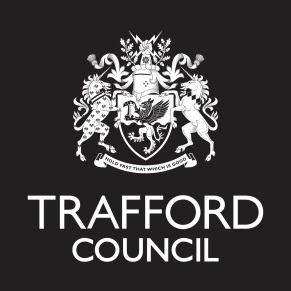 HOLD FAST THAT WHICH IS GOOD
TRAFFORD
COUNCIL